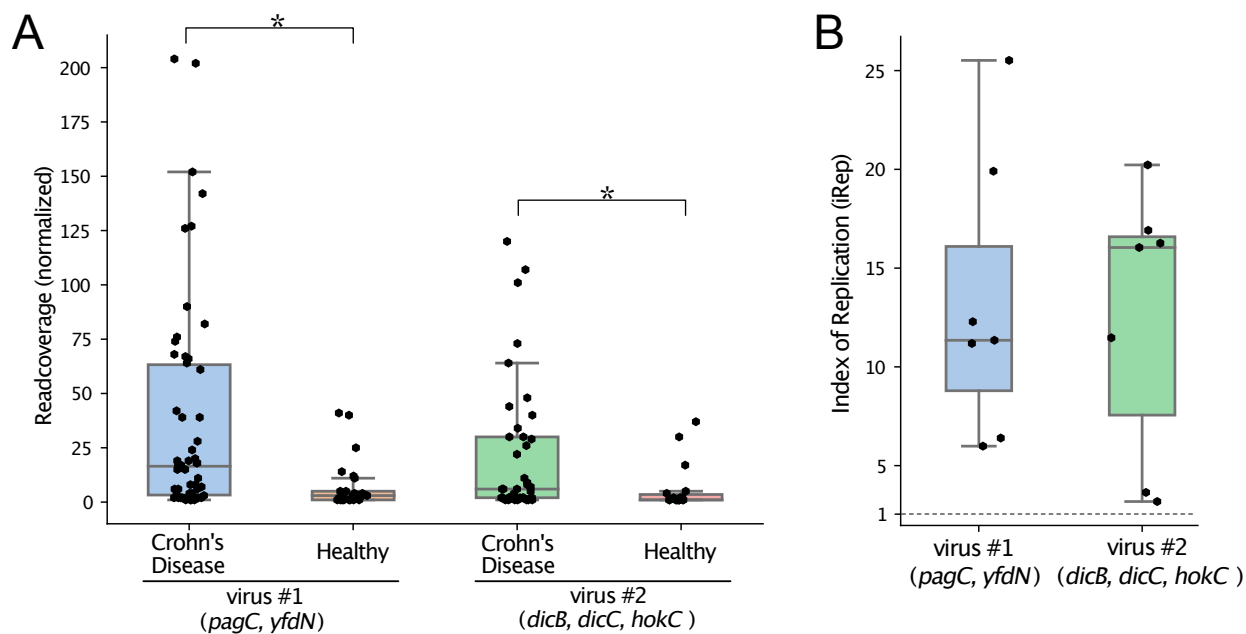 A
Readcoverage (normalized)
200
175
150
125
100
75
50
25
0
*
*
Crohn's
Disease
Healthy
Crohn's
Disease
Healthy
virus #1
(pagC, yfdN)
virus #2
(dicB, dicC, hokC )
B
Index of Replication (iRep)
25
20
15
10
5
1
virus #1
(pagC, yfdN)
virus #2
(dicB, dicC, hokC )